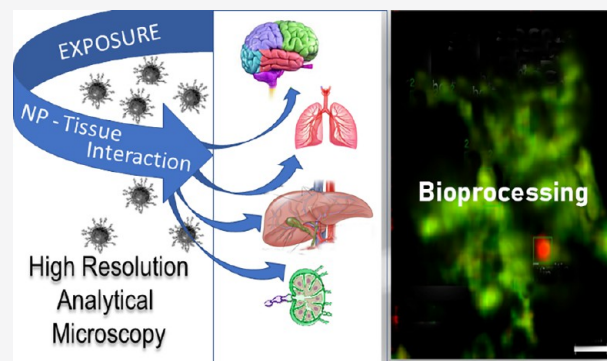 EXPOSURE
NP - Tissue
Interaction
High Resolution
Analytical
Microscopy
Bioprocessing